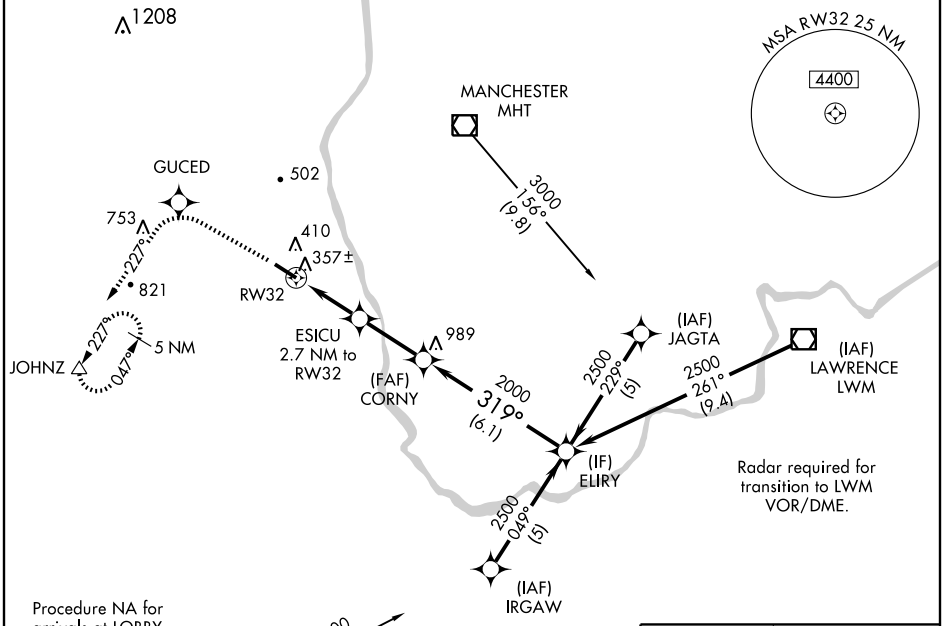 1208
MSA RW32 25 NM
4400
MANCHESTER
MHT
GUCED
502
3000
156°
(9.8)
753
410
227°
357±
821
RW32
ESICU
2.7 NM to
RW32
227°
047°
5 NM
JOHNZ
989
(FAF)
CORNY
(IAF)
JAGTA
(IAF)
LAWRENCE
LWM
2500
229°
(5)
2500
261°
(9.4)
2000
319°
(6.1)
(IF)
ELIRY
Radar required for
transition to LWM
VOR/DME.
2500
049°
(5)
(IAF)
IRGAW
Procedure NA for